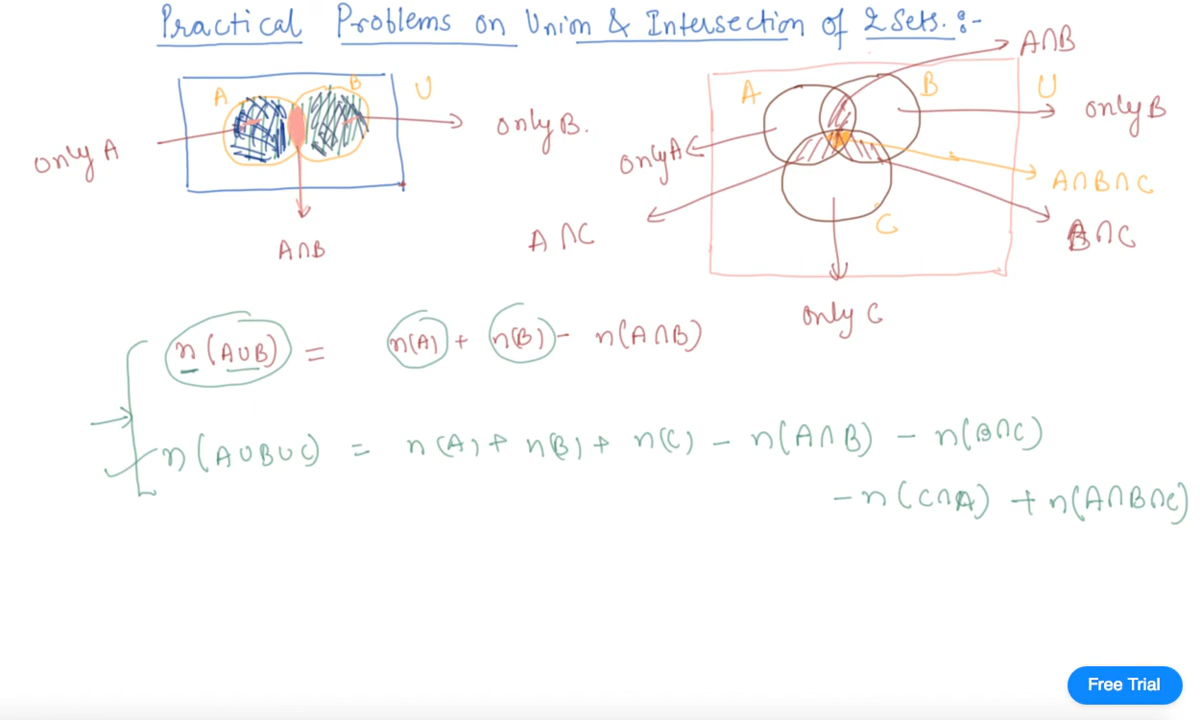 Practical Problems on Union & Intersection of 2 Sets. :-
A∩B
A B U
A B U
only A
only B.
only A
only B
A∩B∩C
A∩B
A∩C
C
B∩C
only C
n(A∪B) = n(A) + n(B) - n(A∩B)
n(A∪B∪C) = n(A) + n(B) + n(C) - n(A∩B) - n(B∩C)
- n(C∩A) + n(A∩B∩C)
Free Trial